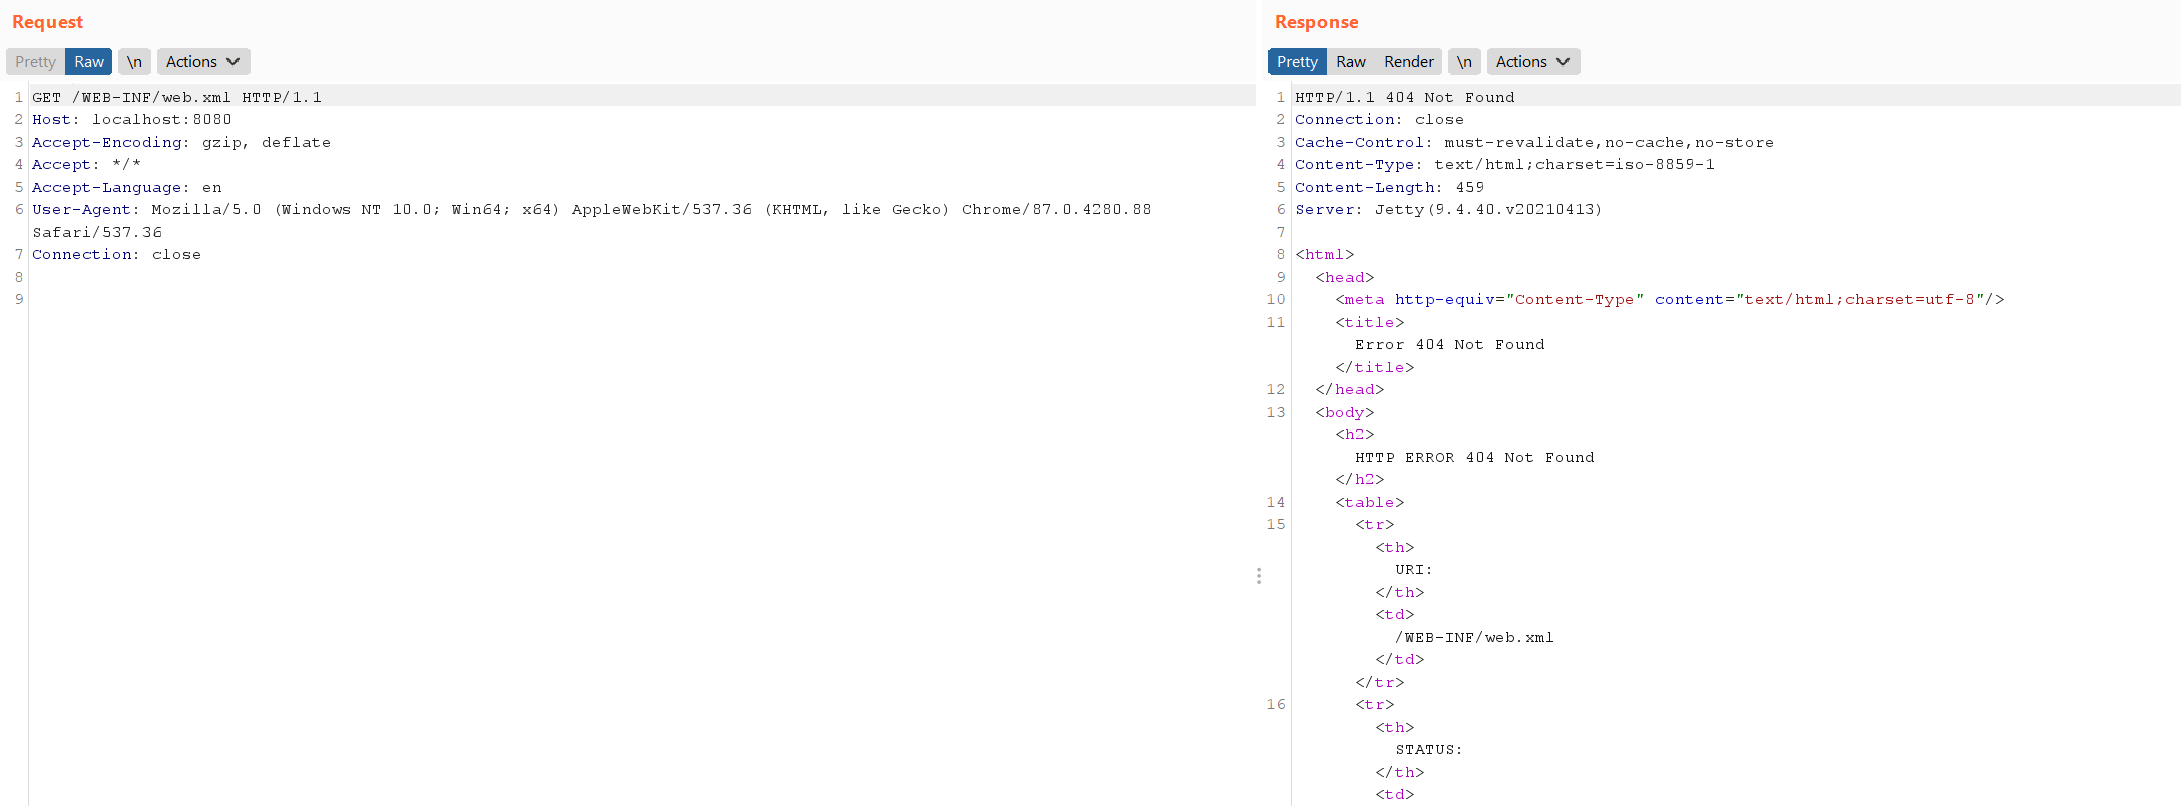 Request
Pretty Raw \n Actions
1 GET /WEB-INF/web.xml HTTP/1.1
2 Host: localhost:8080
3 Accept-Encoding: gzip, deflate
4 Accept: */*
5 Accept-Language: en
6 User-Agent: Mozilla/5.0 (Windows NT 10.0; Win64; x64) AppleWebKit/537.36 (KHTML, like Gecko) Chrome/87.0.4280.88
Safari/537.36
7 Connection: close
8
9
Response
Pretty Raw Render \n Actions
1 HTTP/1.1 404 Not Found
2 Connection: close
3 Cache-Control: must-revalidate,no-cache,no-store
4 Content-Type: text/html;charset=iso-8859-1
5 Content-Length: 459
6 Server: Jetty(9.4.40.v20210413)
7
8 <html>
9 <head>
10 <meta http-equiv="Content-Type" content="text/html;charset=utf-8"/>
11 <title>
Error 404 Not Found
</title>
12 </head>
13 <body>
<h2>
HTTP ERROR 404 Not Found
</h2>
14 <table>
15 <tr>
<th>
URI:
</th>
<td>
/WEB-INF/web.xml
</td>
</tr>
16 <tr>
<th>
STATUS:
</th>
<td>